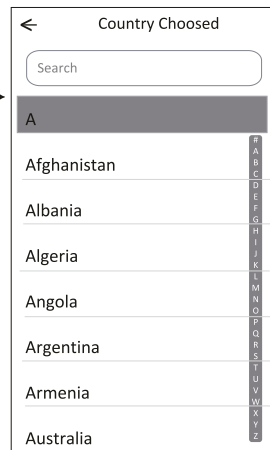 Country Choosed
Search
A
Afghanistan
Albania
Algeria
Angola
Argentina
Armenia
Australia
#
A
B
C
D
E
F
G
H
I
J
K
L
M
N
O
P
Q
R
S
T
U
V
W
X
Y
Z